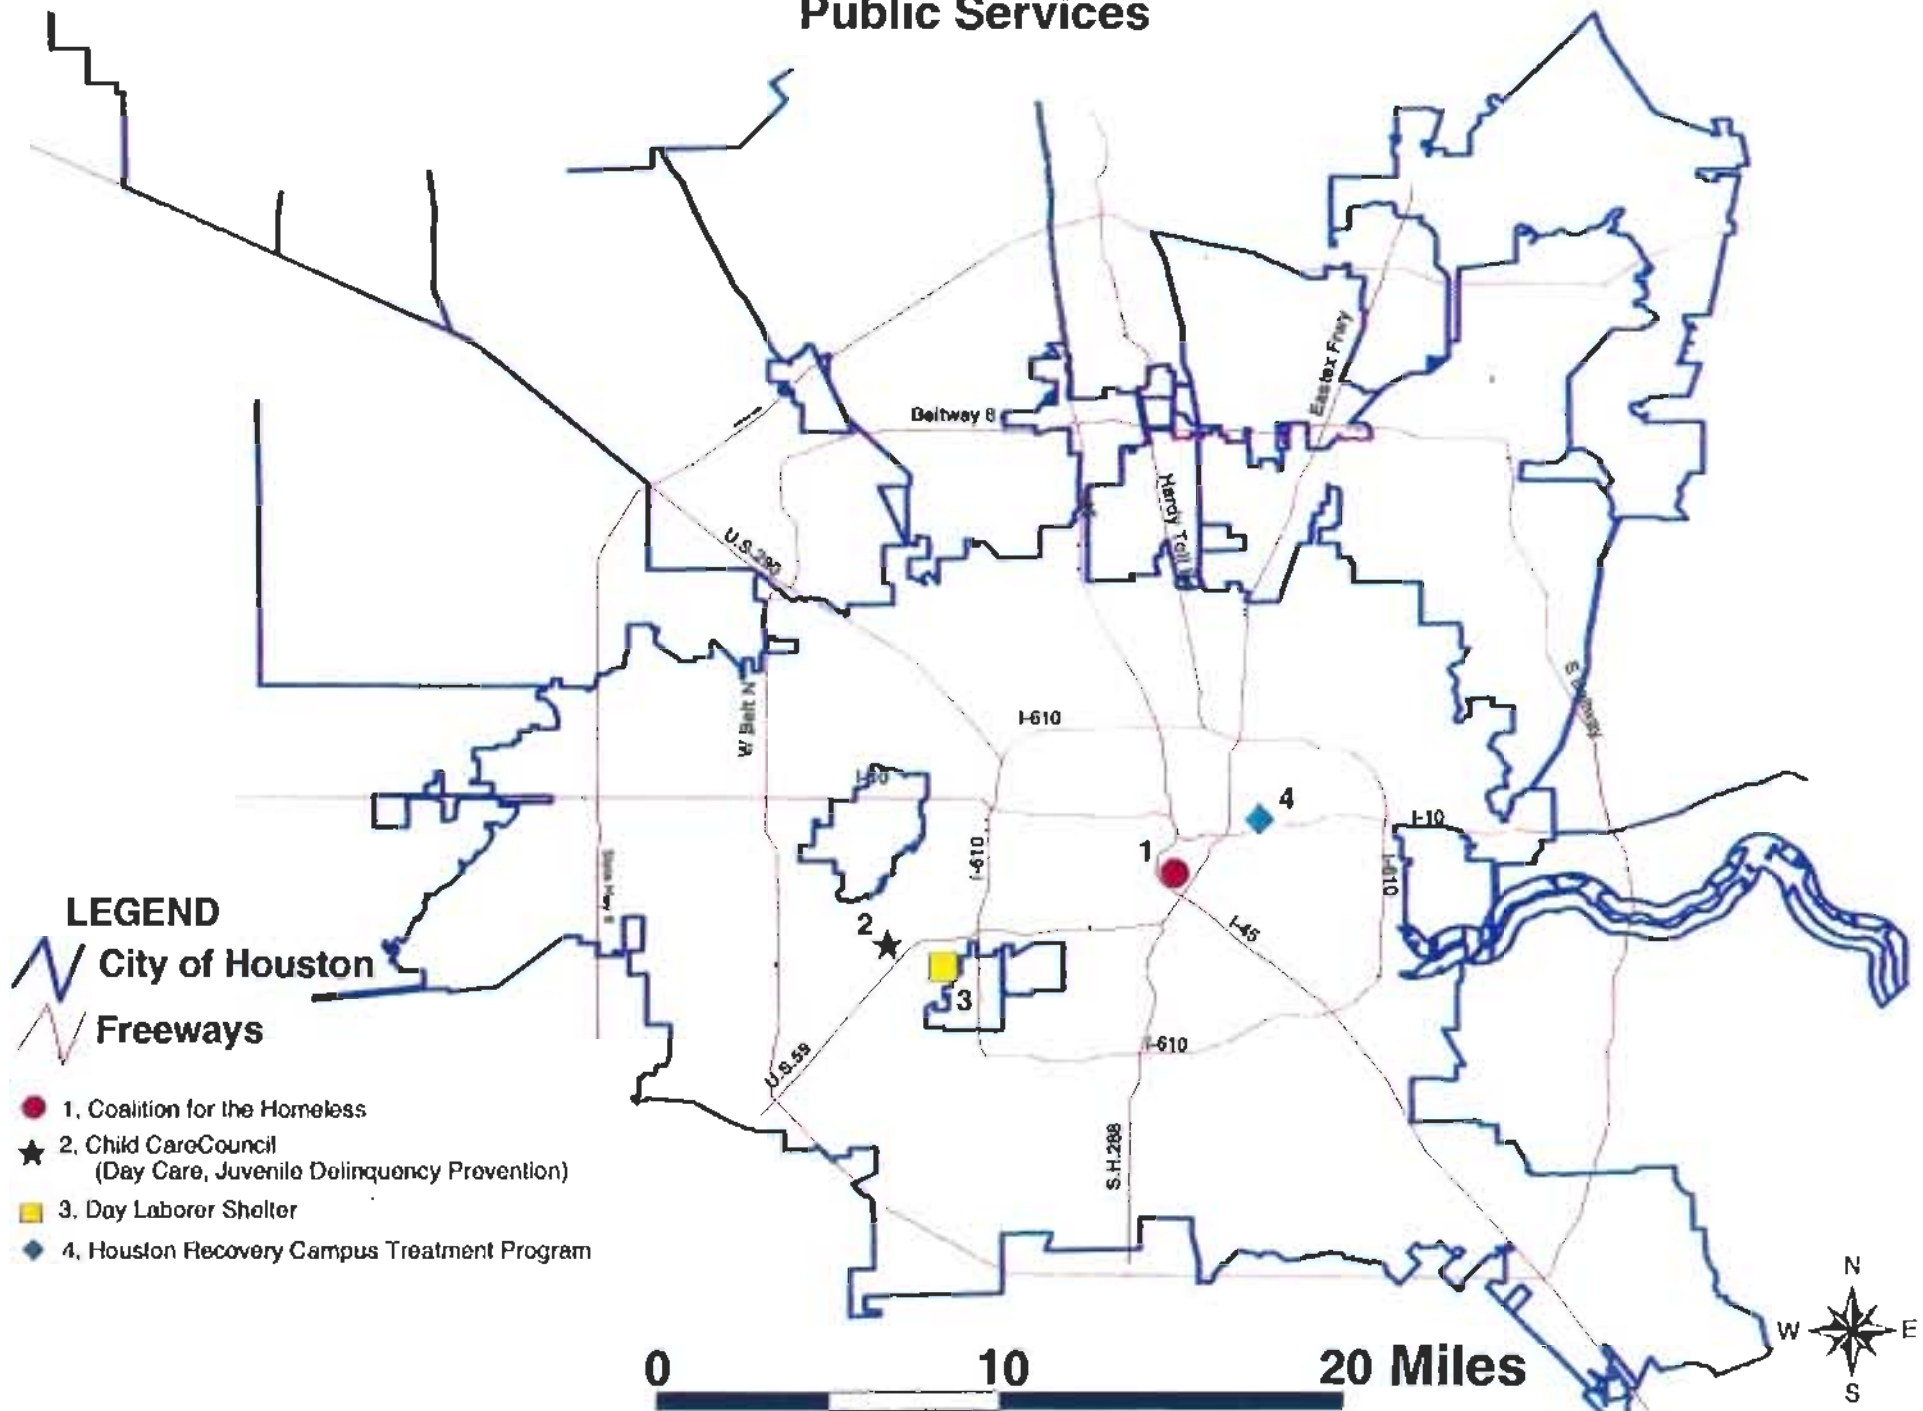 Public Services
Eastex Frwy
Beltway 8
Hardy Toll
U.S.290
W Belt N
I-610
I-10
4
I-10
I-610
1
I-610
LEGEND
City of Houston
Freeways
2
I-45
3
I-610
U.S.59
S.H.288
1, Coalition for the Homeless
2, Child CareCouncil
(Day Care, Juvenile Delinquency Prevention)
3, Day Laborer Shelter
4, Houston Recovery Campus Treatment Program
N
W E
S
0 10 20 Miles